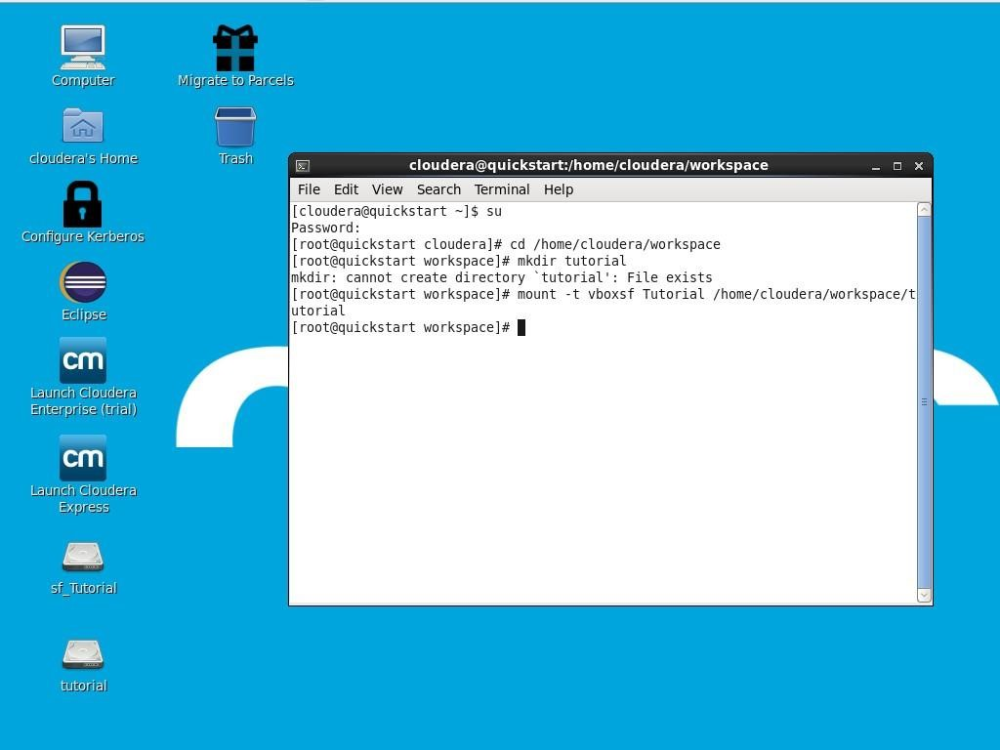 Computer
Migrate to Parcels
cloudera's Home
Trash
Configure Kerberos
Eclipse
cm
Launch Cloudera
Enterprise (trial)
cm
Launch Cloudera
Express
sf_Tutorial
tutorial
cloudera@quickstart:/home/cloudera/workspace
File Edit View Search Terminal Help
[cloudera@quickstart ~]$ su
Password:
[root@quickstart cloudera]# cd /home/cloudera/workspace
[root@quickstart workspace]# mkdir tutorial
mkdir: cannot create directory `tutorial': File exists
[root@quickstart workspace]# mount -t vboxsf Tutorial /home/cloudera/workspace/t
utorial
[root@quickstart workspace]#